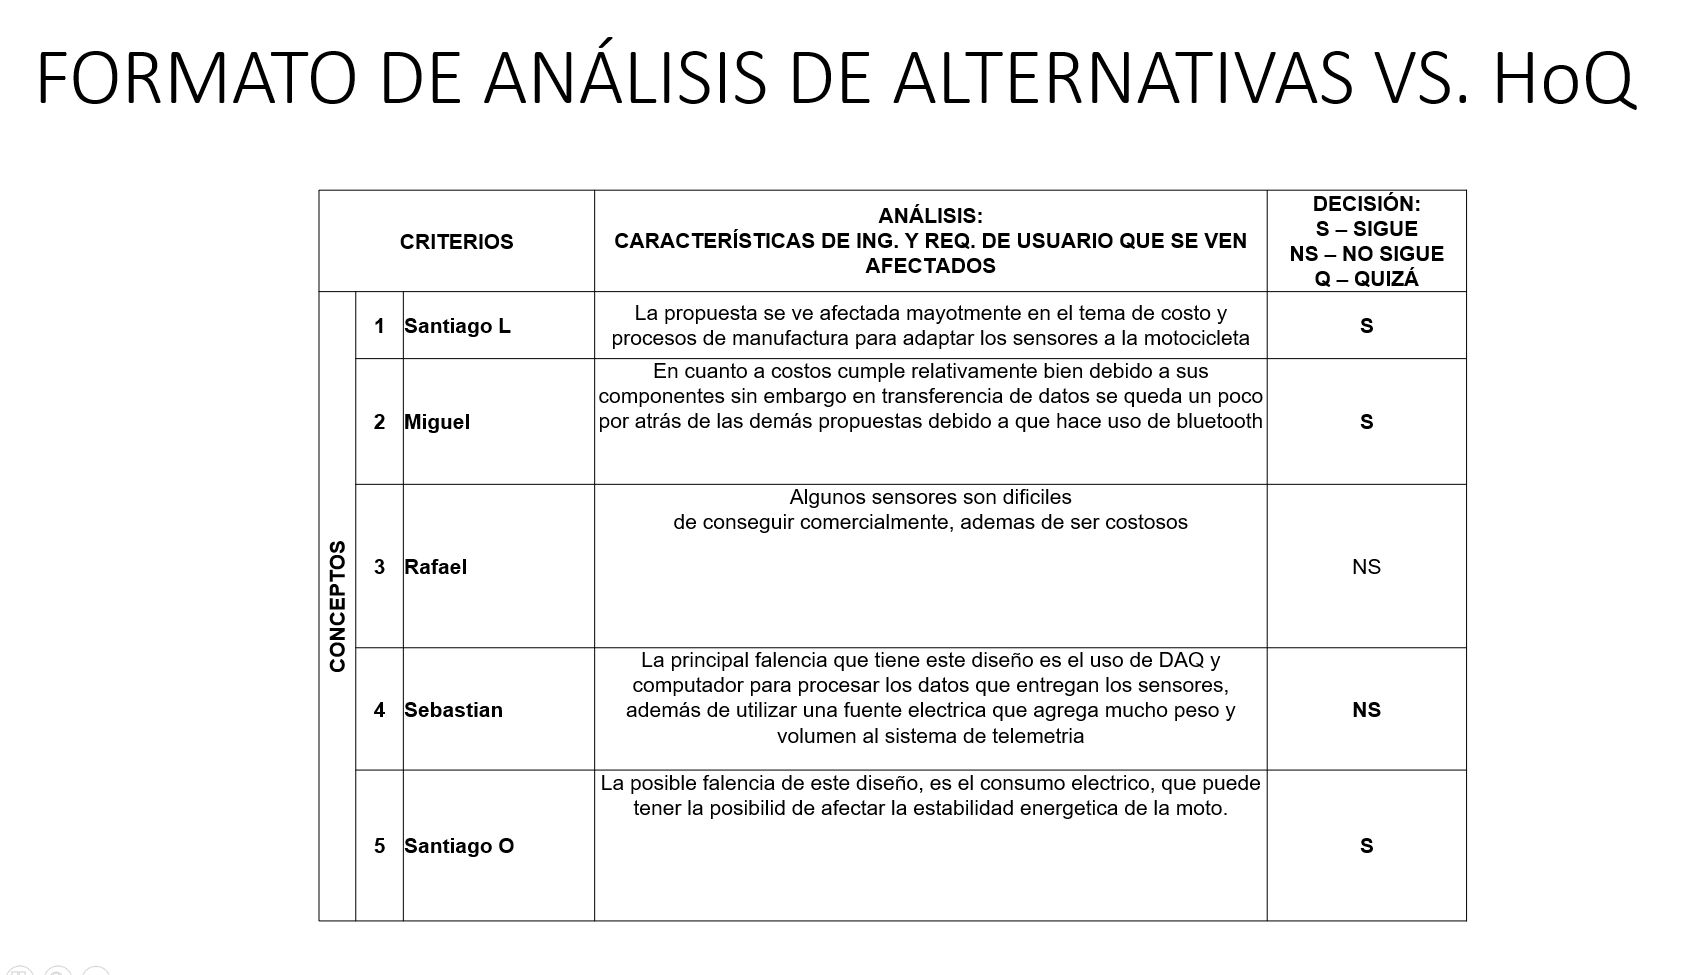 FORMATO DE ANÁLISIS DE ALTERNATIVAS VS. HoQ
CRITERIOS
ANÁLISIS:
CARACTERÍSTICAS DE ING. Y REQ. DE USUARIO QUE SE VEN
AFECTADOS
DECISIÓN:
S – SIGUE
NS – NO SIGUE
Q – QUIZÁ
CONCEPTOS
1 Santiago L
La propuesta se ve afectada mayotmente en el tema de costo y
procesos de manufactura para adaptar los sensores a la motocicleta
S
2 Miguel
En cuanto a costos cumple relativamente bien debido a sus
componentes sin embargo en transferencia de datos se queda un poco
por atrás de las demás propuestas debido a que hace uso de bluetooth
S
3 Rafael
Algunos sensores son dificiles
de conseguir comercialmente, ademas de ser costosos
NS
4 Sebastian
La principal falencia que tiene este diseño es el uso de DAQ y
computador para procesar los datos que entregan los sensores,
además de utilizar una fuente electrica que agrega mucho peso y
volumen al sistema de telemetria
NS
5 Santiago O
La posible falencia de este diseño, es el consumo electrico, que puede
tener la posibilid de afectar la estabilidad energetica de la moto.
S